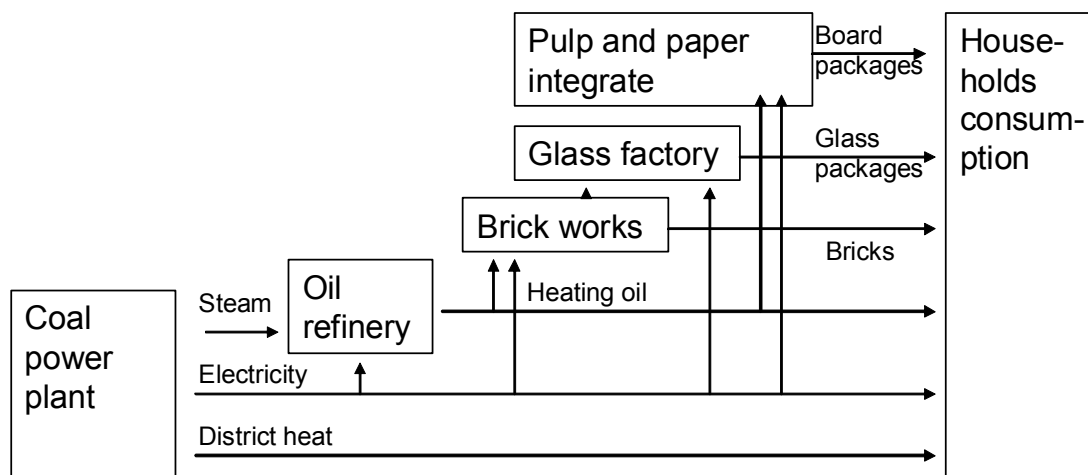 Pulp and paper
integrate
Board
packages
House-
holds
consum-
ption
Glass factory
Glass
packages
Brick works
Bricks
Oil
refinery
Heating oil
Steam
Coal
power
plant
Electricity
District heat